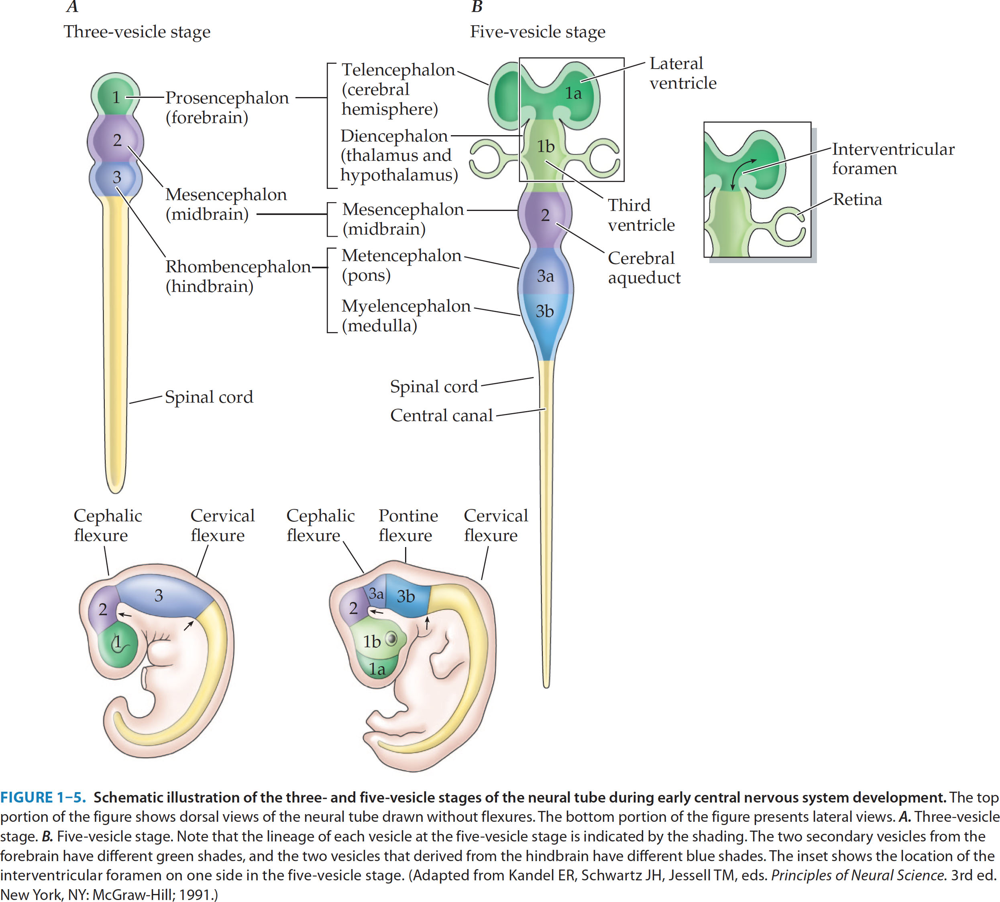 A
Three-vesicle stage
B
Five-vesicle stage
1
2
3
Prosencephalon
(forebrain)
Mesencephalon
(midbrain)
Rhombencephalon
(hindbrain)
Spinal cord
Telencephalon
(cerebral
hemisphere)
Diencephalon
(thalamus and
hypothalamus)
Mesencephalon
(midbrain)
Metencephalon
(pons)
Myelencephalon
(medulla)
1a
1b
2
3a
3b
Lateral
ventricle
Third
ventricle
Cerebral
aqueduct
Spinal cord
Central canal
Interventricular
foramen
Retina
Cephalic
flexure
Cervical
flexure
3
2
1
Cephalic
flexure
Pontine
flexure
Cervical
flexure
3a
3b
2
1b
1a
FIGURE 1–5. Schematic illustration of the three- and five-vesicle stages of the neural tube during early central nervous system development. The top
portion of the figure shows dorsal views of the neural tube drawn without flexures. The bottom portion of the figure presents lateral views. A. Three-vesicle
stage. B. Five-vesicle stage. Note that the lineage of each vesicle at the five-vesicle stage is indicated by the shading. The two secondary vesicles from the
forebrain have different green shades, and the two vesicles that derived from the hindbrain have different blue shades. The inset shows the location of the
interventricular foramen on one side in the five-vesicle stage. (Adapted from Kandel ER, Schwartz JH, Jessell TM, eds. Principles of Neural Science. 3rd ed.
New York, NY: McGraw-Hill; 1991.)